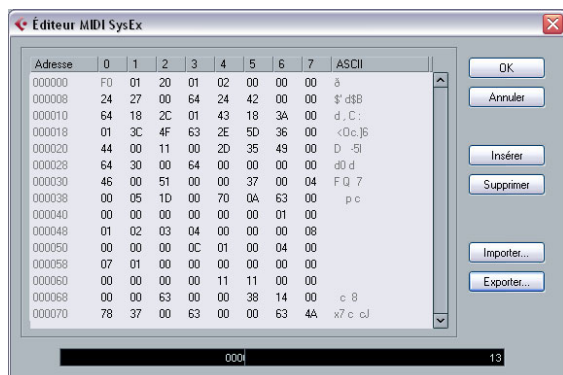 Éditeur MIDI SysEx
Adresse 0 1 2 3 4 5 6 7 ASCII
000000 F0 01 20 01 02 00 00 00 ð
000008 24 27 00 64 24 42 00 00 $' d$B
000010 64 18 2C 01 43 18 3A 00 d , C :
000018 01 3C 4F 63 2E 5D 36 00 <Oc.]6
000020 44 00 11 00 2D 35 49 00 D -5I
000028 64 30 00 64 00 00 00 00 d0 d
000030 46 00 51 00 00 37 00 04 F Q 7
000038 00 05 1D 00 70 0A 63 00 p c
000040 00 00 00 00 00 00 01 00
000048 01 02 03 04 00 00 00 08
000050 00 00 00 0C 01 00 04 00
000058 07 01 00 00 00 00 00 00
000060 00 00 00 00 11 11 00 00
000068 00 00 63 00 00 38 14 00 c 8
000070 78 37 00 63 00 00 63 4A x7 c cJ
OK
Annuler
Insérer
Supprimer
Importer...
Exporter...
13